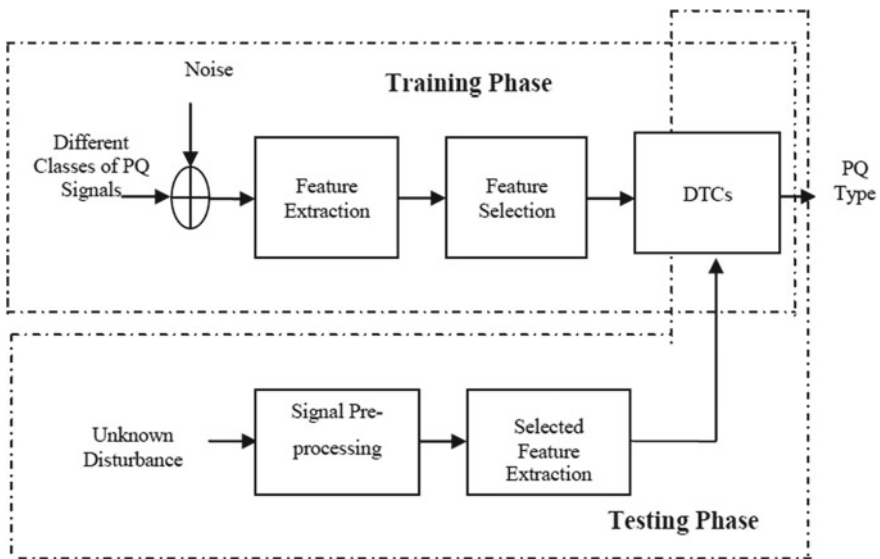 Noise
Training Phase
Different
Classes of PQ
Signals
Feature
Extraction
Feature
Selection
DTCs
PQ
Type
Unknown
Disturbance
Signal Pre-
processing
Selected
Feature
Extraction
Testing Phase